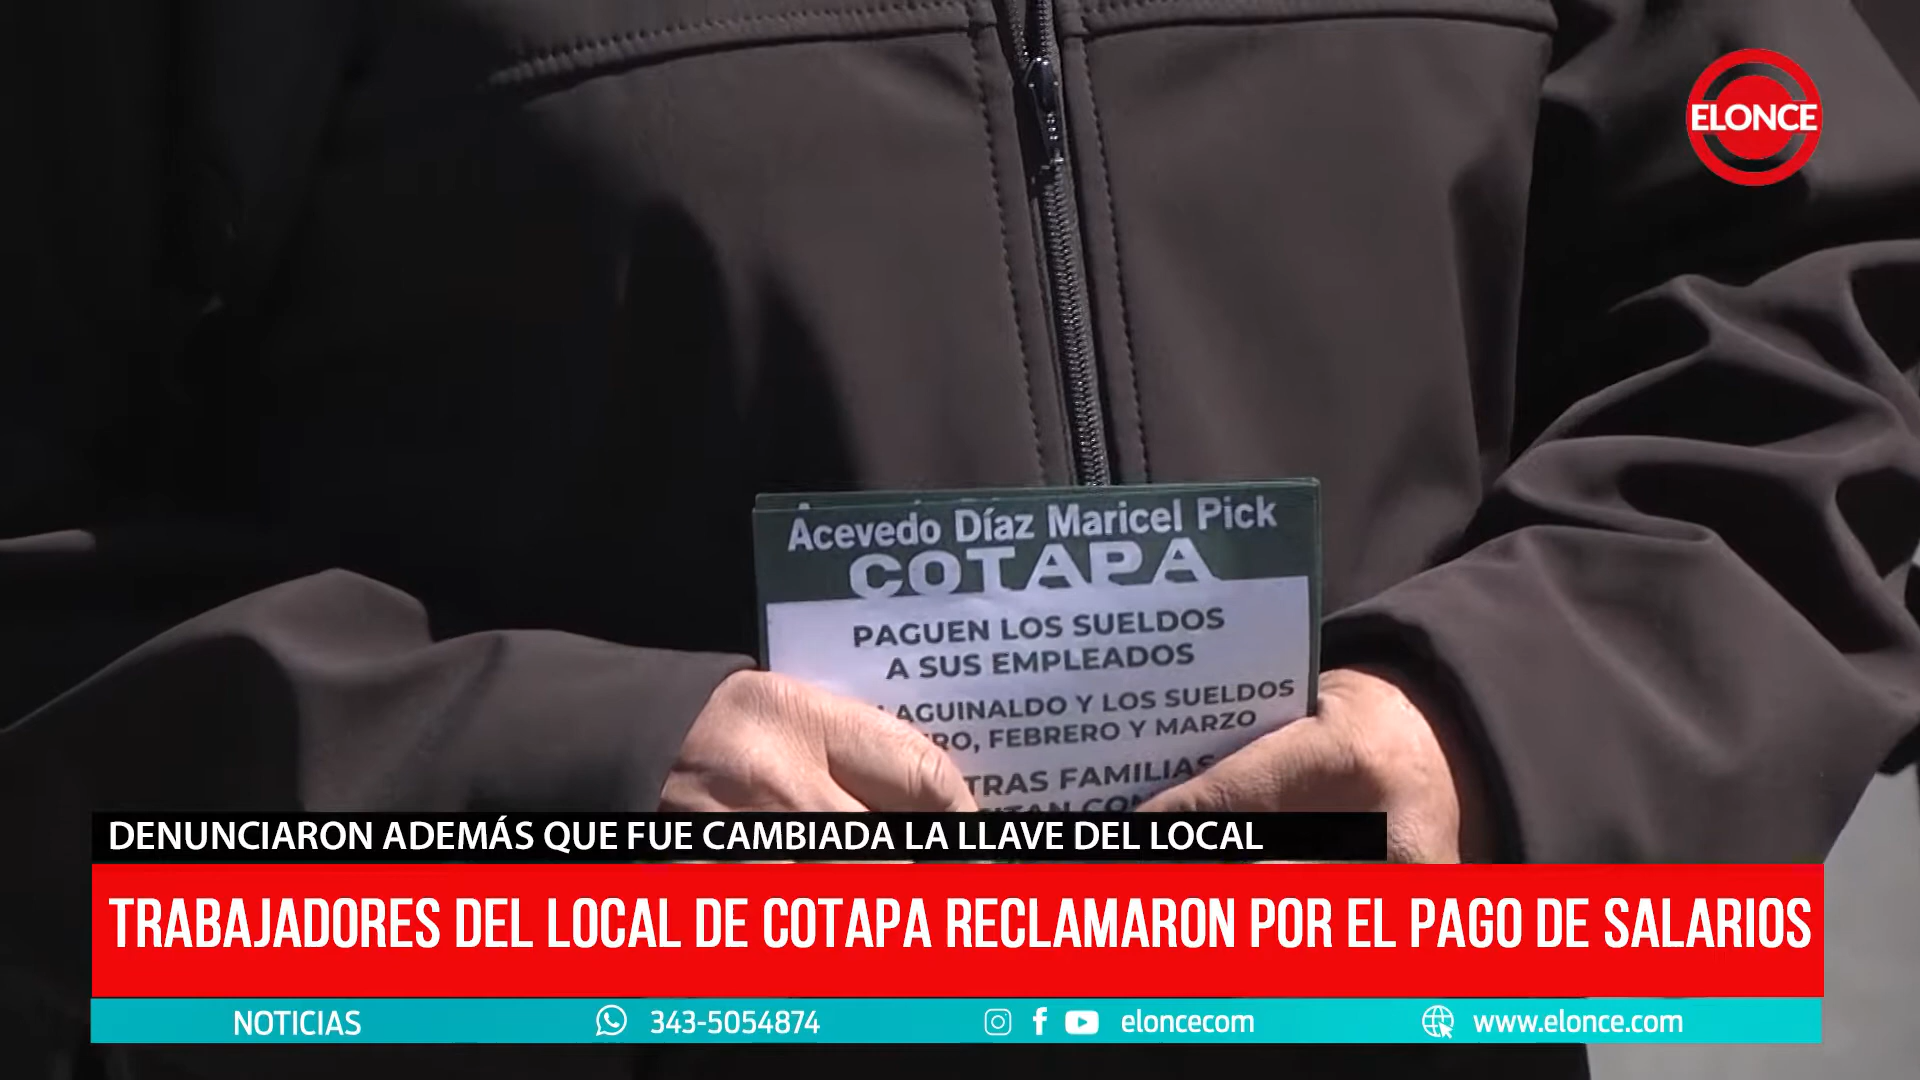 ELONCE
Acevedo Díaz Maricel Pick
COTAPA
PAGUEN LOS SUELDOS
A SUS EMPLEADOS
AGUINALDO Y LOS SUELDOS
FEBRERO Y MARZO
FAMILIAS
DENUNCIARON ADEMÁS QUE FUE CAMBIADA LA LLAVE DEL LOCAL
TRABAJADORES DEL LOCAL DE COTAPA RECLAMARON POR EL PAGO DE SALARIOS
NOTICIAS 343-5054874 eloncecom www.elonce.com